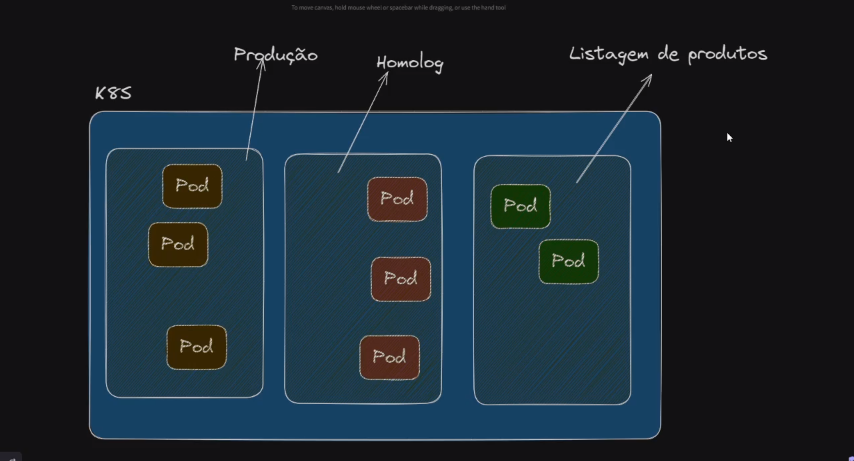 To move canvas, hold mouse wheel or spacebar while dragging, or use the hand tool
Produção
Homolog
Listagem de produtos
K8S
Pod
Pod
Pod
Pod
Pod
Pod
Pod
Pod